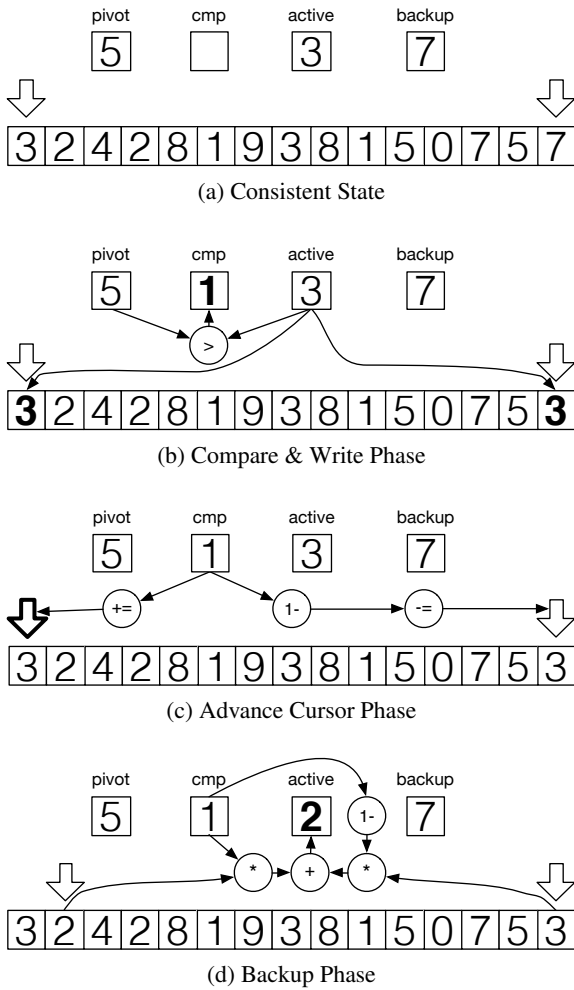 pivot cmp active backup
5 3 7
3 2 4 2 8 1 9 3 8 1 5 0 7 5 7
(a) Consistent State
pivot cmp active backup
5 1 3 7
>
3 2 4 2 8 1 9 3 8 1 5 0 7 5 3
(b) Compare & Write Phase
pivot cmp active backup
5 1 3 7
+= 1- -=
3 2 4 2 8 1 9 3 8 1 5 0 7 5 3
(c) Advance Cursor Phase
pivot cmp active backup
5 1 2 1- 7
* + *
3 2 4 2 8 1 9 3 8 1 5 0 7 5 3
(d) Backup Phase